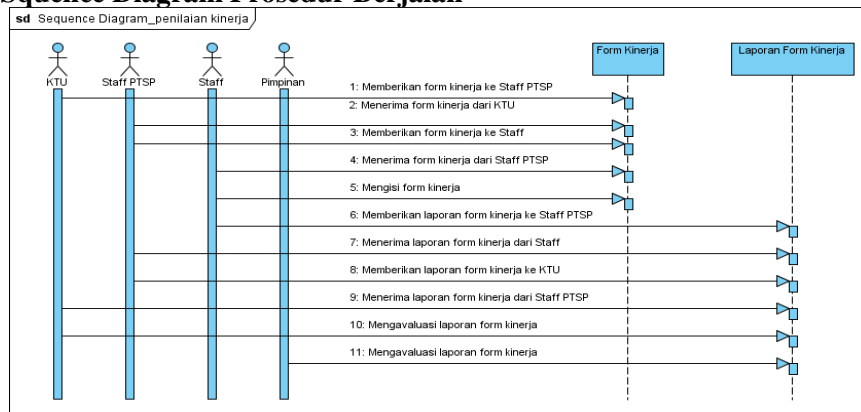 Squence Diagram Prosedur Berjalan
sd Sequence Diagram_penilaian kinerja
KTU
Staff PTSP
Staff
Pimpinan
Form Kinerja
Laporan Form Kinerja
1: Memberikan form kinerja ke Staff PTSP
2: Menerima form kinerja dari KTU
3: Memberikan form kinerja ke Staff
4: Menerima form kinerja dari Staff PTSP
5: Mengisi form kinerja
6: Memberikan laporan form kinerja ke Staff PTSP
7: Menerima laporan form kinerja dari Staff
8: Memberikan laporan form kinerja ke KTU
9: Menerima laporan form kinerja dari Staff PTSP
10: Mengavaluasi laporan form kinerja
11: Mengavaluasi laporan form kinerja